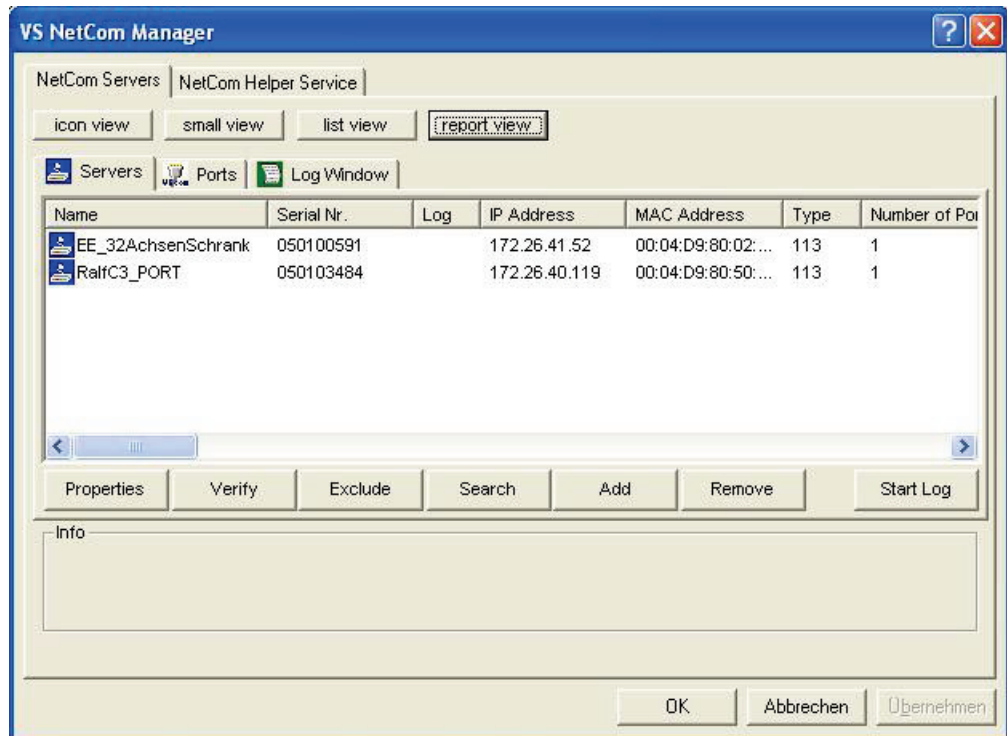 VS NetCom Manager
NetCom Servers NetCom Helper Service
icon view small view list view report view
Servers Ports Log Window
Name Serial Nr. Log IP Address MAC Address Type Number of Por
EE_32AchsenSchrank 050100591 172.26.41.52 00:04:D9:80:02:... 113 1
RalfC3_PORT 050103484 172.26.40.119 00:04:D9:80:50:... 113 1
Properties Verify Exclude Search Add Remove Start Log
Info
OK Abbrechen Übernehmen